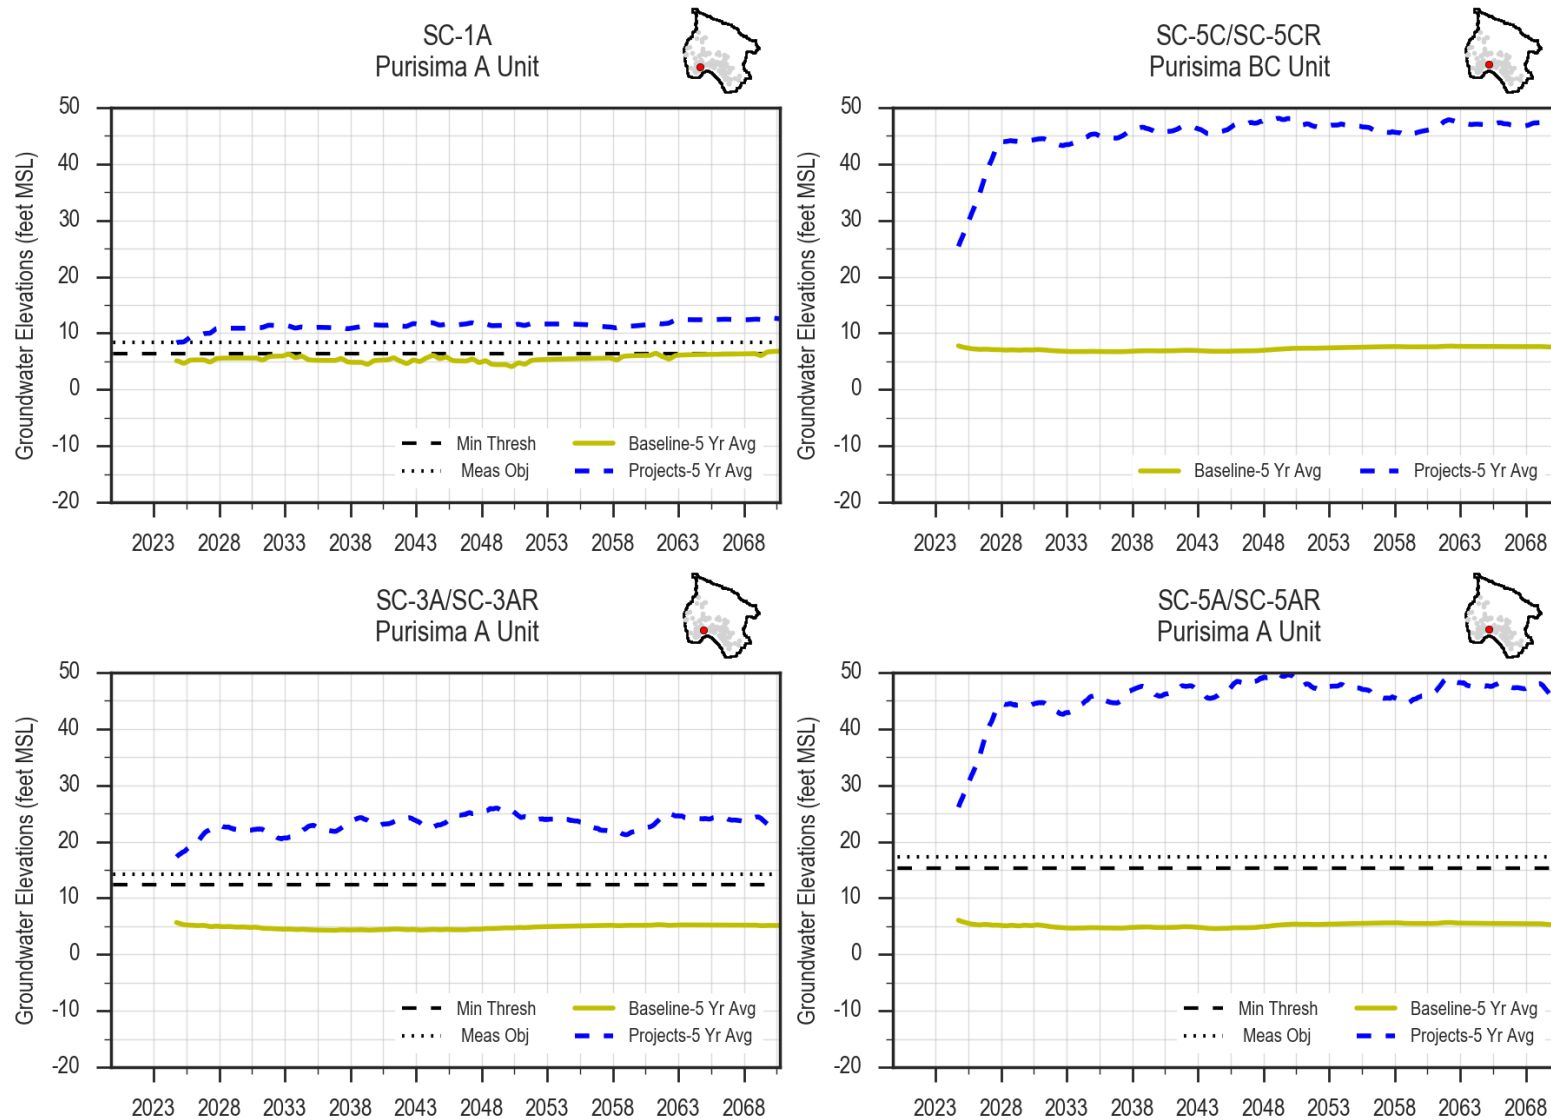 SC-1A
Purisima A Unit
Groundwater Elevations (feet MSL)
50
40
30
20
10
0
-10
-20
Min Thresh
Baseline-5 Yr Avg
Meas Obj
Projects-5 Yr Avg
2023 2028 2033 2038 2043 2048 2053 2058 2063 2068
SC-5C/SC-5CR
Purisima BC Unit
Groundwater Elevations (feet MSL)
50
40
30
20
10
0
-10
-20
Baseline-5 Yr Avg
Projects-5 Yr Avg
2023 2028 2033 2038 2043 2048 2053 2058 2063 2068
SC-3A/SC-3AR
Purisima A Unit
Groundwater Elevations (feet MSL)
50
40
30
20
10
0
-10
-20
Min Thresh
Baseline-5 Yr Avg
Meas Obj
Projects-5 Yr Avg
2023 2028 2033 2038 2043 2048 2053 2058 2063 2068
SC-5A/SC-5AR
Purisima A Unit
Groundwater Elevations (feet MSL)
50
40
30
20
10
0
-10
-20
Min Thresh
Baseline-5 Yr Avg
Meas Obj
Projects-5 Yr Avg
2023 2028 2033 2038 2043 2048 2053 2058 2063 2068